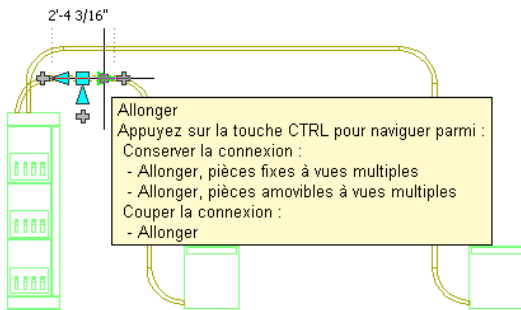 2'-4 3/16"
Allonger
Appuyez sur la touche CTRL pour naviguer parmi :
Conserver la connexion :
- Allonger, pièces fixes à vues multiples
- Allonger, pièces amovibles à vues multiples
Couper la connexion :
- Allonger